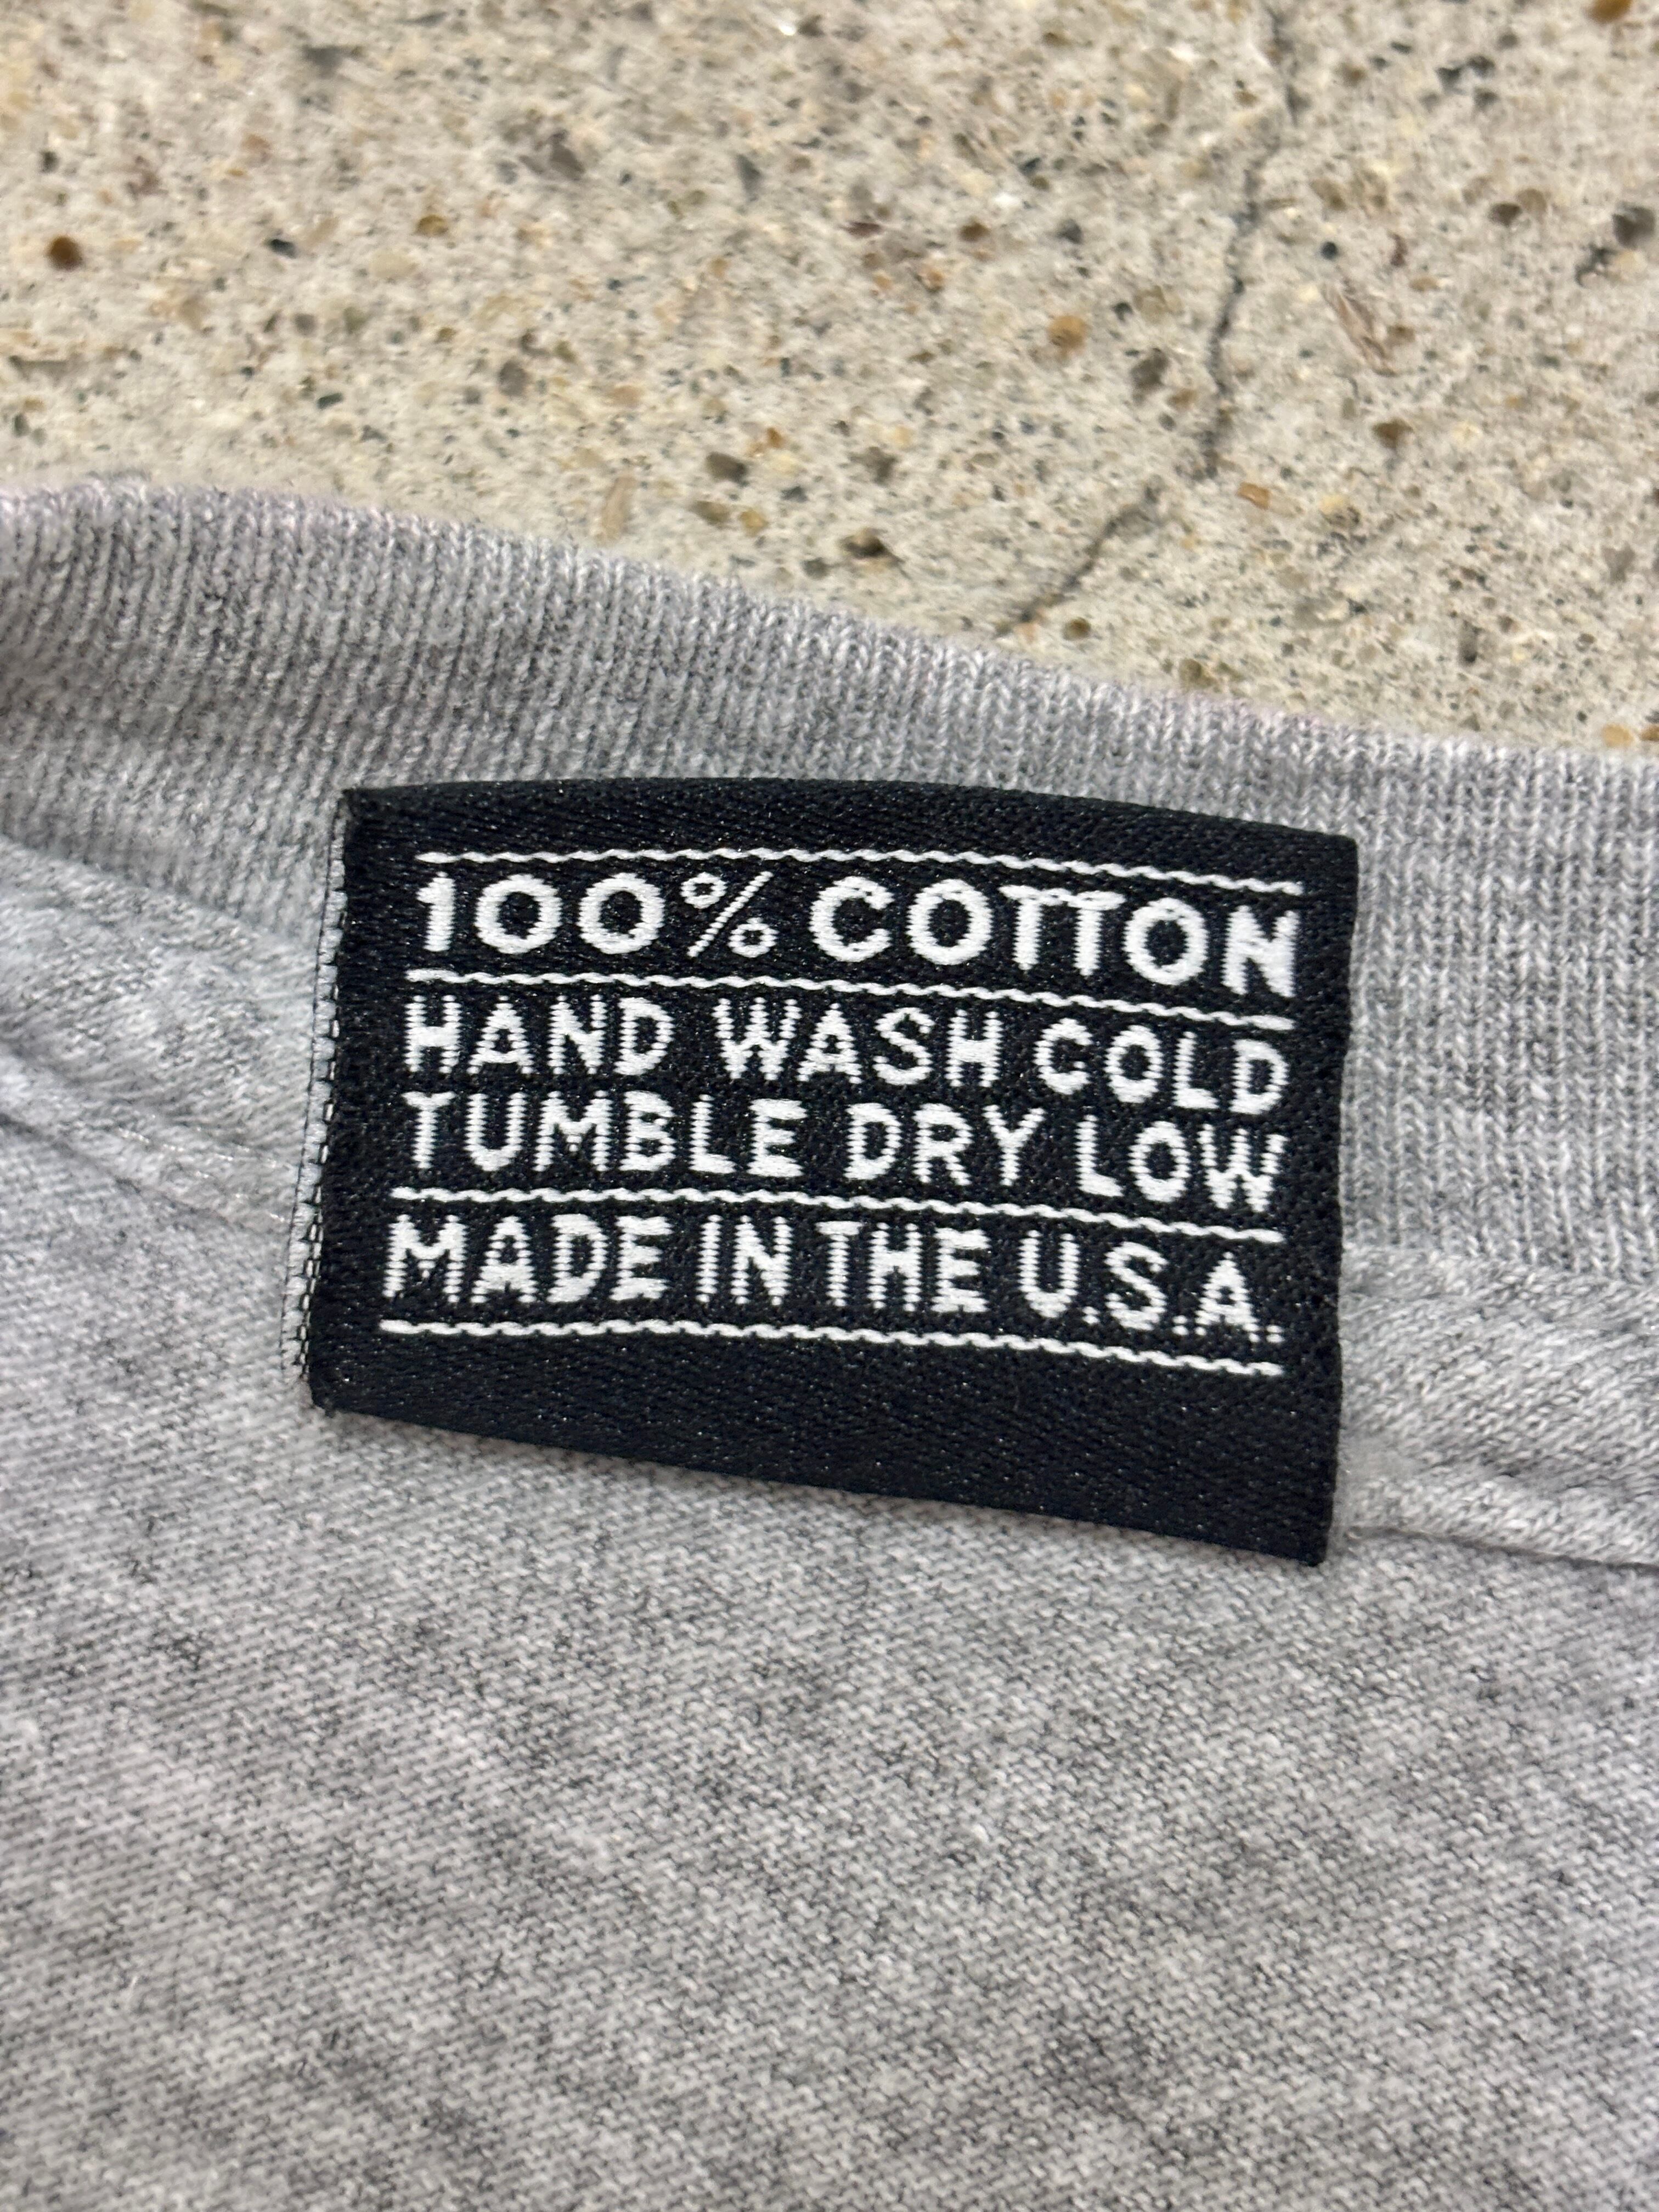 100% COTTON
HAND WASH COLD
TUMBLE DRY LOW
MADE IN THE U.S.A.